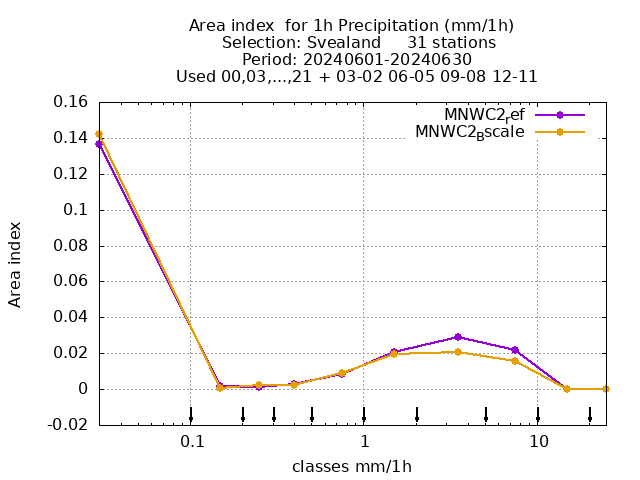 Area index  for 1h Precipitation (mm/1h)
Selection: Svealand     31 stations
Period: 20240601-20240630
Used 00,03,...,21 + 03-02 06-05 09-08 12-11
MNWC2ref
MNWC2Bscale
0.16
0.14
0.12
0.1
0.08
0.06
0.04
0.02
0
-0.02
Area index
0.1
1
10
classes mm/1h